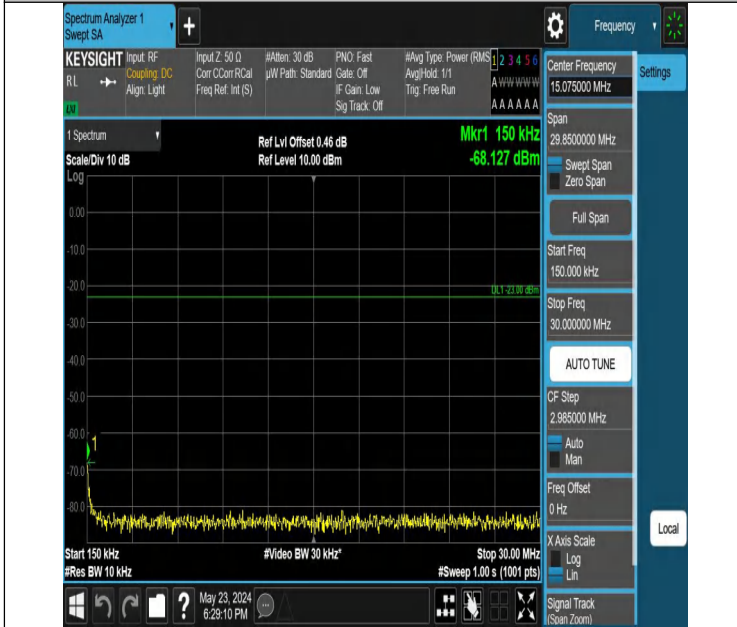 Spectrum Analyzer 1
Swept SA
+
Frequency
KEYSIGHT
RL
Input: RF
Coupling: DC
Align: Light
Input Z: 50 Ω
Corr CCorr RCal
Freq Ref: Int (S)
#Atten: 30 dB
µW Path: Standard
PNO: Fast
Gate: Off
IF Gain: Low
Sig Track: Off
#Avg Type: Power (RMS
Avg|Hold: 1/1
Trig: Free Run
1 2 3 4 5 6
A W W W W W
A A A A A A
1 Spectrum
Scale/Div 10 dB
Ref Lvl Offset 0.46 dB
Ref Level 10.00 dBm
Mkr1 150 kHz
-68.127 dBm
Log
0.00
-10.0
-20.0
DL1 -23.00 dBm
-30.0
-40.0
-50.0
-60.0
1
-70.0
-80.0
Start 150 kHz
#Video BW 30 kHz*
Stop 30.00 MHz
#Res BW 10 kHz
#Sweep 1.00 s (1001 pts)
Center Frequency
15.075000 MHz
Settings
Span
29.8500000 MHz
Swept Span
Zero Span
Full Span
Start Freq
150.000 kHz
Stop Freq
30.000000 MHz
AUTO TUNE
CF Step
2.985000 MHz
Auto
Man
Freq Offset
0 Hz
X Axis Scale
Log
Lin
Local
Signal Track
(Span Zoom)
?
May 23, 2024
6:29:10 PM